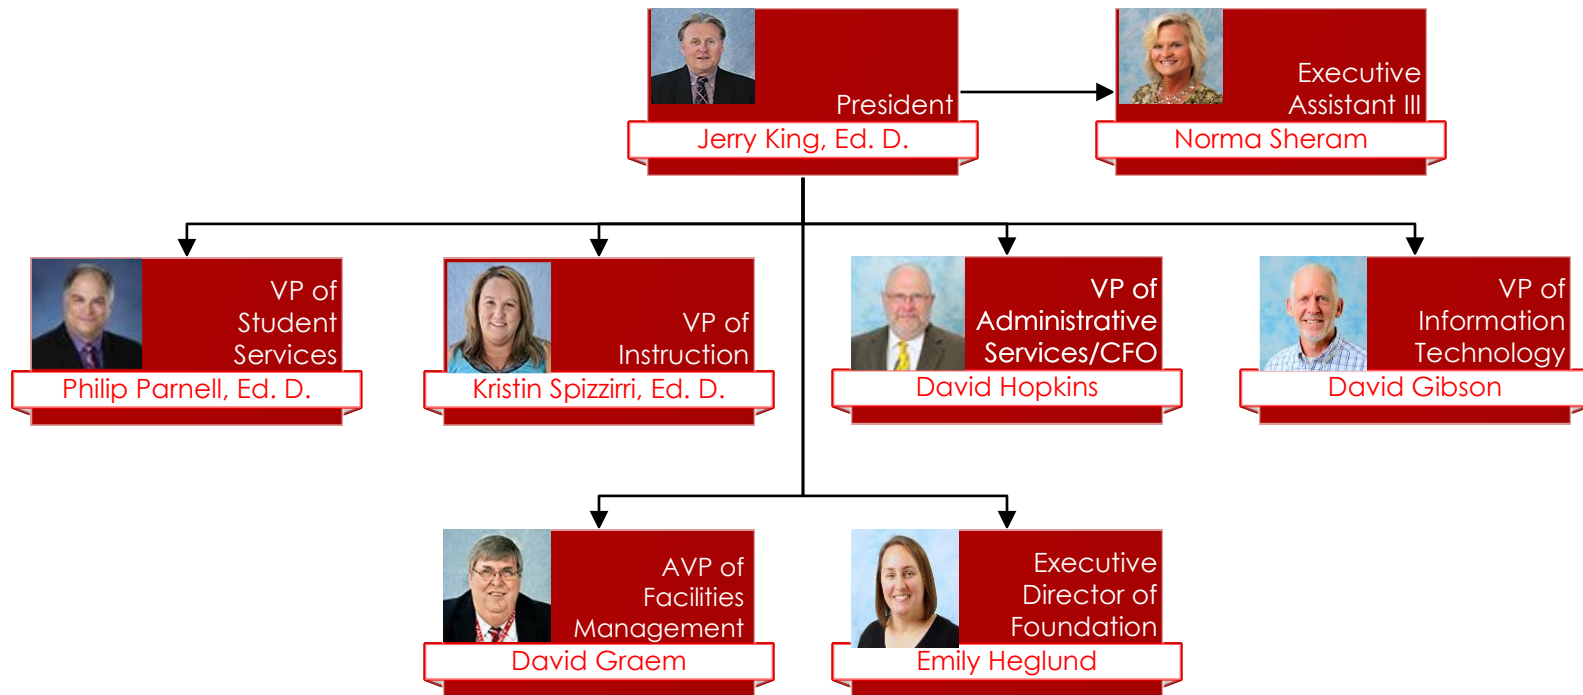 President
Jerry King, Ed. D.
Executive
Assistant III
Norma Sheram
VP of
Student
Services
Philip Parnell, Ed. D.
VP of
Instruction
Kristin Spizzirri, Ed. D.
VP of
Administrative
Services/CFO
David Hopkins
VP of
Information
Technology
David Gibson
AVP of
Facilities
Management
David Graem
Executive
Director of
Foundation
Emily Heglund